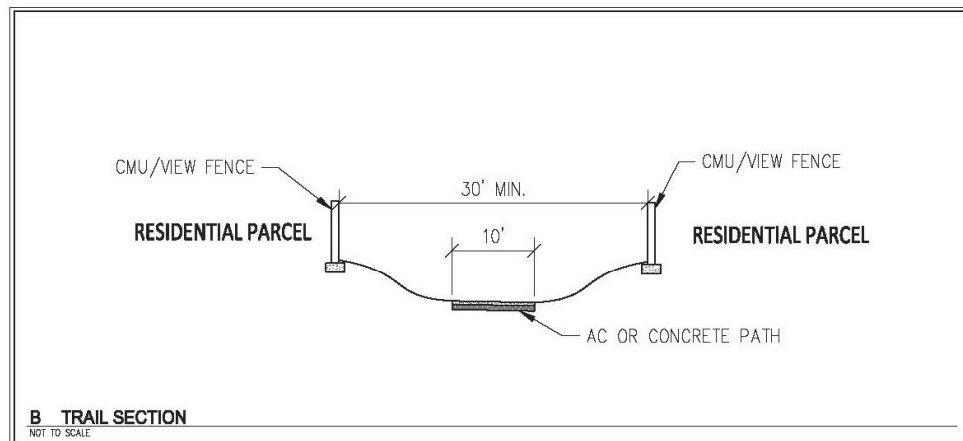 CMU/VIEW FENCE
CMU/VIEW FENCE
30' MIN.
RESIDENTIAL PARCEL
10'
RESIDENTIAL PARCEL
AC OR CONCRETE PATH
B TRAIL SECTION
NOT TO SCALE